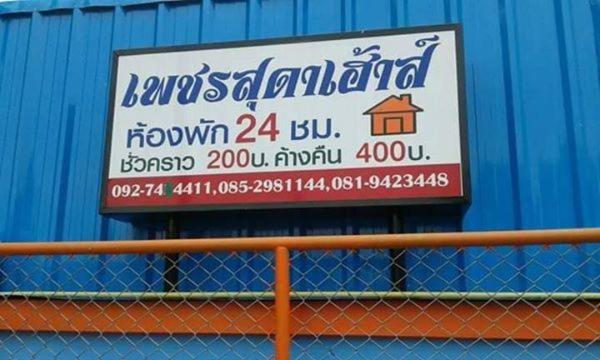 เพชรสุดาเฮ้าส์
ห้องพัก 24 ชม.
ชั่วคราว 200บ. ค้างคืน 400บ.
085-2981144,081-9423448